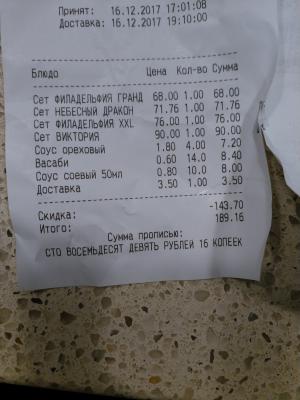 Принят: 16.12.2017 17:01:08
Доставка: 16.12.2017 19:10:00
Блюдо Цена Кол-во Сумма
Сет ФИЛАДЕЛЬФИЯ ГРАНД 68.00 1.00 68.00
Сет НЕБЕСНЫЙ ДРАКОН 71.76 1.00 71.76
Сет ФИЛАДЕЛЬФИЯ XXL 76.00 1.00 76.00
Сет ВИКТОРИЯ 90.00 1.00 90.00
Соус ореховый 1.80 4.00 7.20
Васаби 0.60 14.0 8.40
Соус соевый 50мл 0.80 10.0 8.00
Доставка 3.50 1.00 3.50
Скидка: -143.70
Итого: 189.16
Сумма прописью:
СТО ВОСЕМЬДЕСЯТ ДЕВЯТЬ РУБЛЕЙ 16 КОПЕЕК